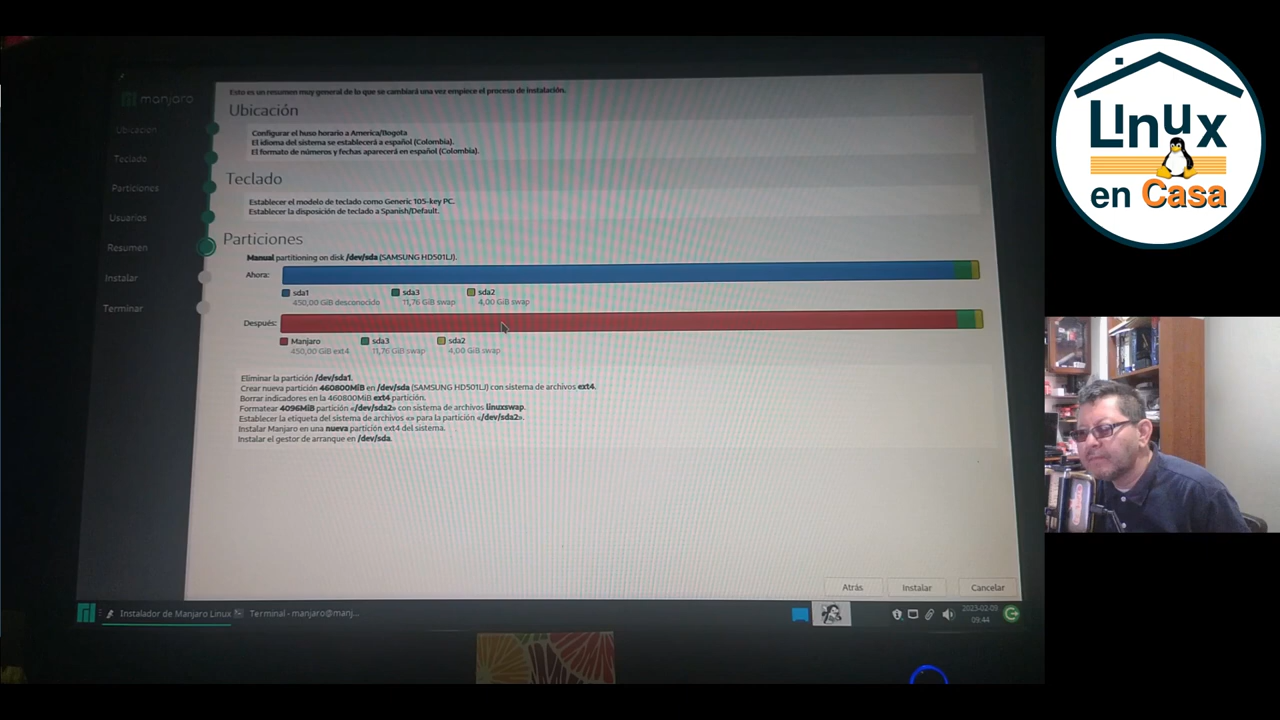 Esto es un resumen muy general de lo que se cambiará una vez empiece el proceso de instalación.
manjaro
Ubicación
Teclado
Particiones
Usuarios
Resumen
Instalar
Terminar
Ubicación
Configurar el huso horario a America/Bogota
El idioma del sistema se establecerá a español (Colombia).
El formato de números y fechas aparecerá en español (Colombia).
Teclado
Establecer el modelo de teclado como Generic 105-key PC.
Establecer la disposición de teclado a Spanish/Default.
Particiones
Manual partitioning on disk /dev/sda (SAMSUNG HD501LJ).
Ahora:
sda1 sda3 sda2
450,00 GiB desconocido 11,76 GiB swap 4,00 GiB swap
Después:
Manjaro sda3 sda2
450,00 GiB ext4 11,76 GiB swap 4,00 GiB swap
Eliminar la partición /dev/sda1.
Crear nueva partición 460800MiB en /dev/sda (SAMSUNG HD501LJ) con sistema de archivos ext4.
Borrar indicadores en la 460800MiB ext4 partición.
Formatear 4096MiB partición «/dev/sda2» con sistema de archivos linuxswap.
Establecer la etiqueta del sistema de archivos «» para la partición «/dev/sda2».
Instalar Manjaro en una nueva partición ext4 del sistema.
Instalar el gestor de arranque en /dev/sda.
Atrás Instalar Cancelar
Instalador de Manjaro Linux Terminal - manjaro@manj...
2023-02-09
09:44
Linux
en Casa